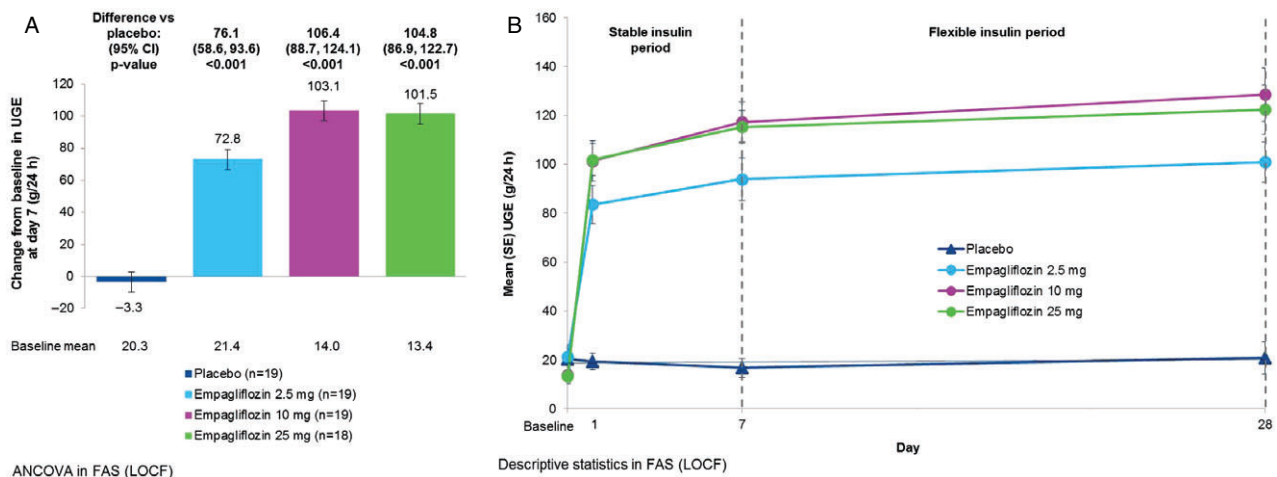 A
Difference vs
placebo:
(95% CI)
p-value
76.1
(58.6, 93.6)
<0.001
106.4
(88.7, 124.1)
<0.001
104.8
(86.9, 122.7)
<0.001
Change from baseline in UGE
at day 7 (g/24 h)
120
100
80
60
40
20
0
−20
−3.3
72.8
103.1
101.5
Baseline mean 20.3 21.4 14.0 13.4
Placebo (n=19)
Empagliflozin 2.5 mg (n=19)
Empagliflozin 10 mg (n=19)
Empagliflozin 25 mg (n=18)
ANCOVA in FAS (LOCF)
B
Stable insulin
period
Flexible insulin period
Mean (SE) UGE (g/24 h)
160
140
120
100
80
60
40
20
0
Placebo
Empagliflozin 2.5 mg
Empagliflozin 10 mg
Empagliflozin 25 mg
Baseline 1 7 28
Day
Descriptive statistics in FAS (LOCF)